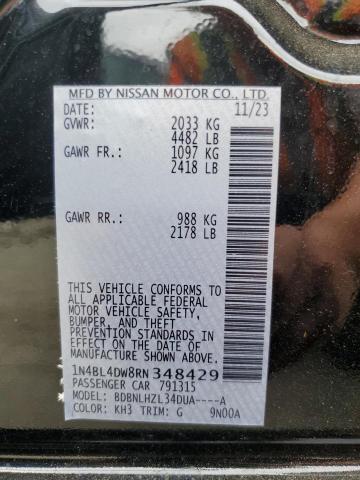 MFD BY NISSAN MOTOR CO., LTD.
DATE: 11/23
GVWR: 2033 KG
4482 LB
GAWR FR.: 1097 KG
2418 LB
GAWR RR.: 988 KG
2178 LB
THIS VEHICLE CONFORMS TO
ALL APPLICABLE FEDERAL
MOTOR VEHICLE SAFETY,
BUMPER, AND THEFT
PREVENTION STANDARDS IN
EFFECT ON THE DATE OF
MANUFACTURE SHOWN ABOVE.
1N4BL4DW8RN348429
PASSENGER CAR 791315
MODEL: BDBNLHZL34DUA----A
COLOR: KH3 TRIM: G 9N00A